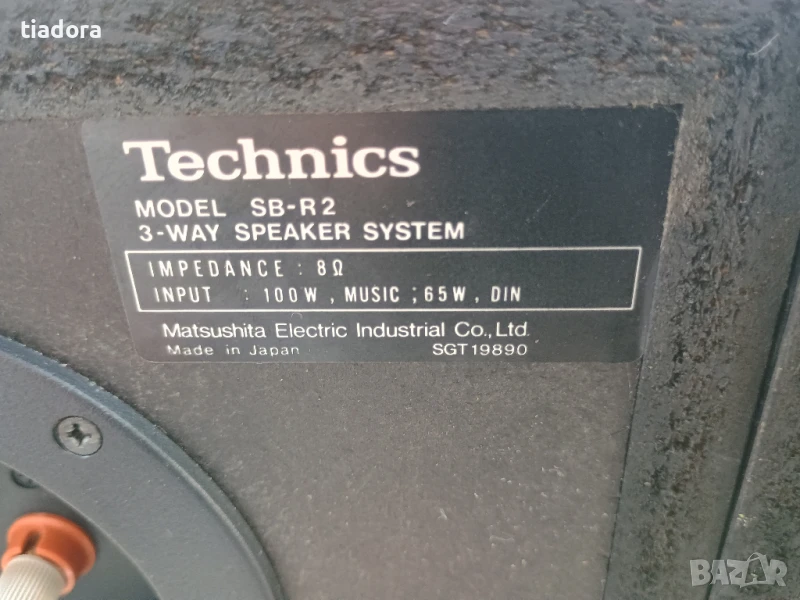 tiadora
Technics
MODEL SB-R2
3-WAY SPEAKER SYSTEM
IMPEDANCE : 8Ω
INPUT : 100W , MUSIC ; 65W , DIN
Matsushita Electric Industrial Co., Ltd.
Made in Japan SGT19890
BAZAR